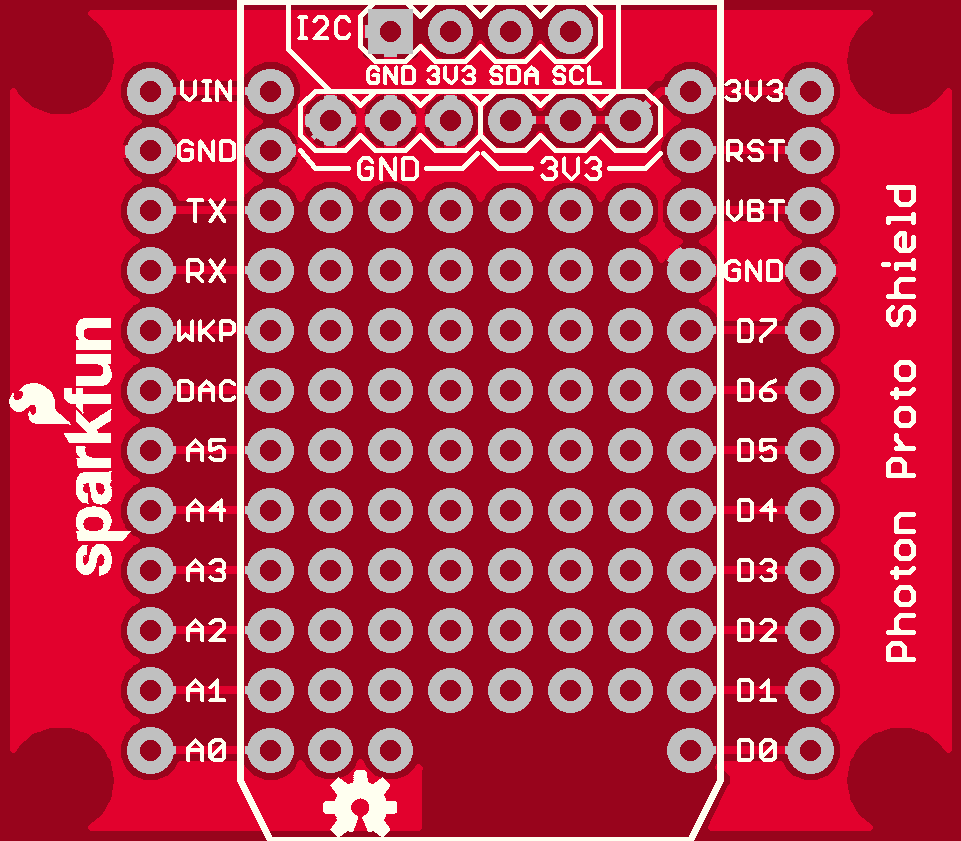 I2C
GND 3V3 SDA SCL
VIN
3V3
GND
RST
GND
3V3
TX
VBT
RX
GND
WKP
D7
DAC
D6
A5
D5
A4
D4
A3
D3
A2
D2
A1
D1
A0
D0
sparkfun
Photon Proto Shield